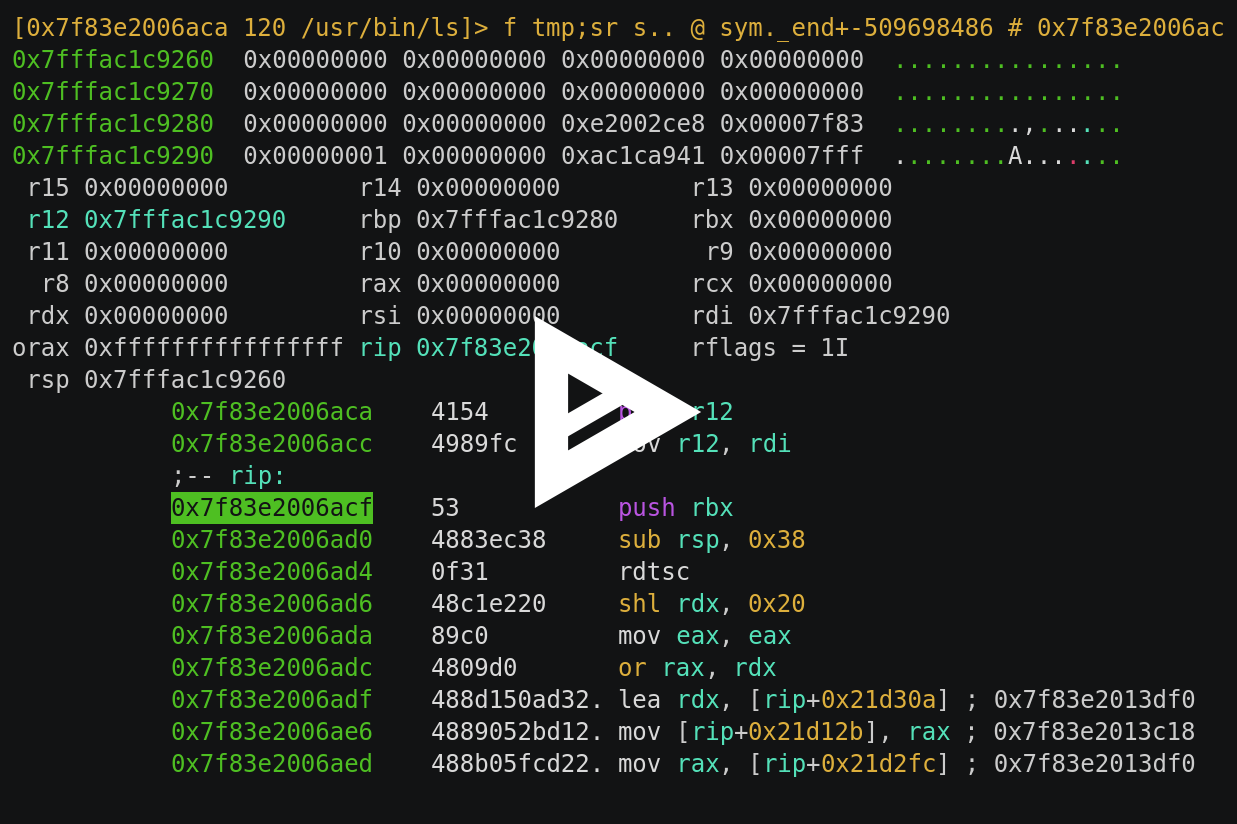 [0x7f83e2006aca 120 /usr/bin/ls]> f tmp;sr s.. @ sym._end+-509698486 # 0x7f83e2006ac
0x7fffac1c9260  0x00000000 0x00000000 0x00000000 0x00000000  ................
0x7fffac1c9270  0x00000000 0x00000000 0x00000000 0x00000000  ................
0x7fffac1c9280  0x00000000 0x00000000 0xe2002ce8 0x00007f83  .........,......
0x7fffac1c9290  0x00000001 0x00000000 0xac1ca941 0x00007fff  ........A.......
r15 0x00000000 r14 0x00000000 r13 0x00000000
r12 0x7fffac1c9290 rbp 0x7fffac1c9280 rbx 0x00000000
r11 0x00000000 r10 0x00000000 r9 0x00000000
r8 0x00000000 rax 0x00000000 rcx 0x00000000
rdx 0x00000000 rsi 0x00000000 rdi 0x7fffac1c9290
orax 0xffffffffffffffff rip rflags = 1I
rsp 0x7fffac1c9260
0x7f83e2006aca 4154 r12
0x7f83e2006acc 4989fc mov r12, rdi
;-- rip:
0x7f83e2006acf 53 push rbx
0x7f83e2006ad0 4883ec38 sub rsp, 0x38
0x7f83e2006ad4 0f31 rdtsc
0x7f83e2006ad6 48c1e220 shl rdx, 0x20
0x7f83e2006ada 89c0 mov eax, eax
0x7f83e2006adc 4809d0 or rax, rdx
0x7f83e2006adf 488d150ad32. lea rdx, [rip+0x21d30a] ; 0x7f83e2013df0
0x7f83e2006ae6 4889052bd12. mov [rip+0x21d12b], rax ; 0x7f83e2013c18
0x7f83e2006aed 488b05fcd22. mov rax, [rip+0x21d2fc] ; 0x7f83e2013df0